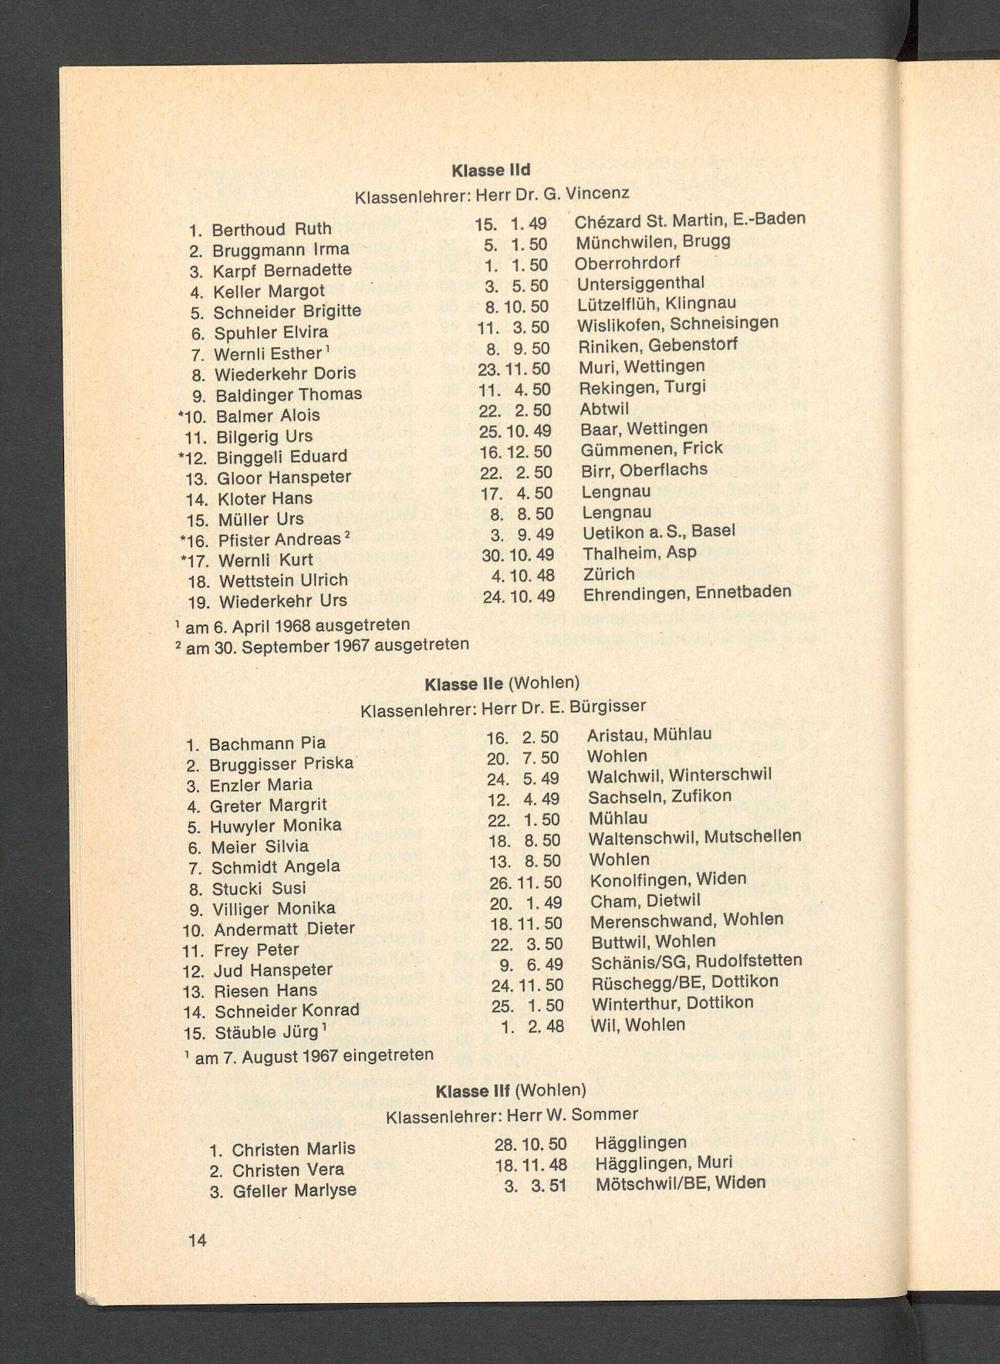 Klasse IId
Klassenlehrer: Herr Dr. G. Vincenz
1. Berthoud Ruth 15. 1. 49 Chézard St. Martin, E.-Baden
2. Bruggmann Irma 5. 1. 50 Münchwilen, Brugg
3. Karpf Bernadette 1. 1. 50 Oberrohrdorf
4. Keller Margot 3. 5. 50 Untersiggenthal
5. Schneider Brigitte 8. 10. 50 Lützelflüh, Klingnau
6. Spuhler Elvira 11. 3. 50 Wislikofen, Schneisingen
7. Wernli Esther¹ 8. 9. 50 Riniken, Gebenstorf
8. Wiederkehr Doris 23. 11. 50 Muri, Wettingen
9. Baldinger Thomas 11. 4. 50 Rekingen, Turgi
*10. Balmer Alois 22. 2. 50 Abtwil
11. Bilgerig Urs 25. 10. 49 Baar, Wettingen
*12. Binggeli Eduard 16. 12. 50 Gümmenen, Frick
13. Gloor Hanspeter 22. 2. 50 Birr, Oberflachs
14. Kloter Hans 17. 4. 50 Lengnau
15. Müller Urs 8. 8. 50 Lengnau
*16. Pfister Andreas² 3. 9. 49 Uetikon a. S., Basel
*17. Wernli Kurt 30. 10. 49 Thalheim, Asp
18. Wettstein Ulrich 4. 10. 48 Zürich
19. Wiederkehr Urs 24. 10. 49 Ehrendingen, Ennetbaden
¹ am 6. April 1968 ausgetreten
² am 30. September 1967 ausgetreten
Klasse IIe (Wohlen)
Klassenlehrer: Herr Dr. E. Bürgisser
1. Bachmann Pia 16. 2. 50 Aristau, Mühlau
2. Bruggisser Priska 20. 7. 50 Wohlen
3. Enzler Maria 24. 5. 49 Walchwil, Winterschwil
4. Greter Margrit 12. 4. 49 Sachseln, Zufikon
5. Huwyler Monika 22. 1. 50 Mühlau
6. Meier Silvia 18. 8. 50 Waltenschwil, Mutschellen
7. Schmidt Angela 13. 8. 50 Wohlen
8. Stucki Susi 26. 11. 50 Konolfingen, Widen
9. Villiger Monika 20. 1. 49 Cham, Dietwil
10. Andermatt Dieter 18. 11. 50 Merenschwand, Wohlen
11. Frey Peter 22. 3. 50 Buttwil, Wohlen
12. Jud Hanspeter 9. 6. 49 Schänis/SG, Rudolfstetten
13. Riesen Hans 24. 11. 50 Rüschegg/BE, Dottikon
14. Schneider Konrad 25. 1. 50 Winterthur, Dottikon
15. Stäuble Jürg¹ 1. 2. 48 Wil, Wohlen
¹ am 7. August 1967 eingetreten
Klasse IIf (Wohlen)
Klassenlehrer: Herr W. Sommer
1. Christen Marlis 28. 10. 50 Hägglingen
2. Christen Vera 18. 11. 48 Hägglingen, Muri
3. Gfeller Marlyse 3. 3. 51 Mötschwil/BE, Widen
14